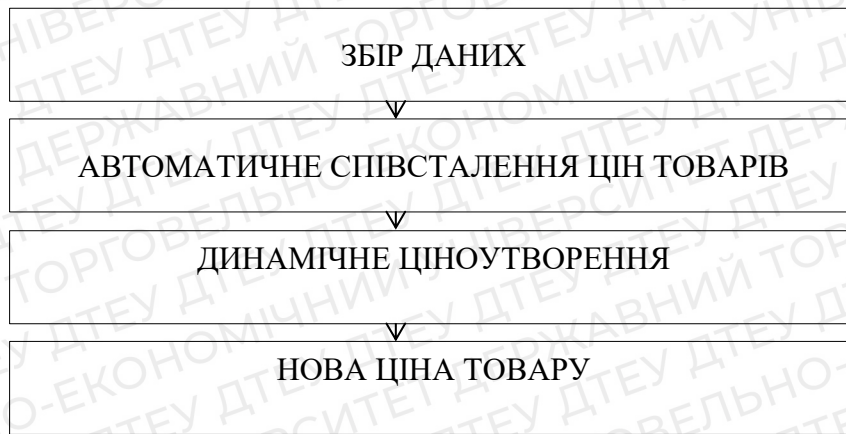 ЗБІР ДАНИХ
АВТОМАТИЧНЕ СПІВСТАЛЕННЯ ЦІН ТОВАРІВ
ДИНАМІЧНЕ ЦІНОУТВОРЕННЯ
НОВА ЦІНА ТОВАРУ